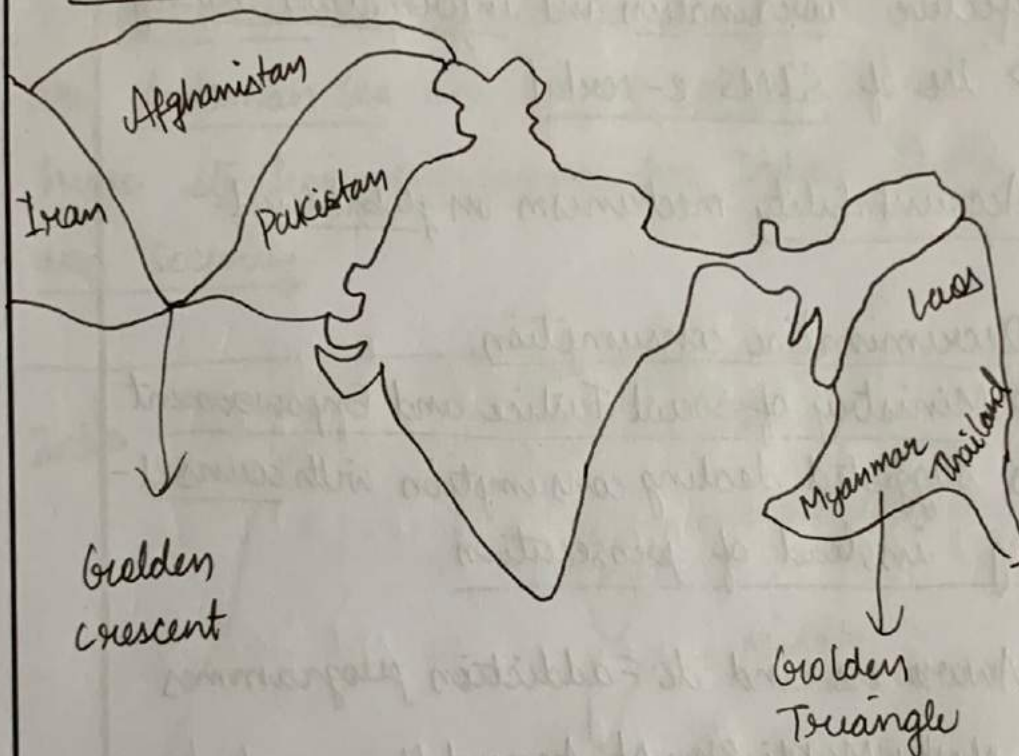 Afghanistan
Iran
Pakistan
Laos
Myanmar
Thailand
Golden
crescent
Golden
Triangle